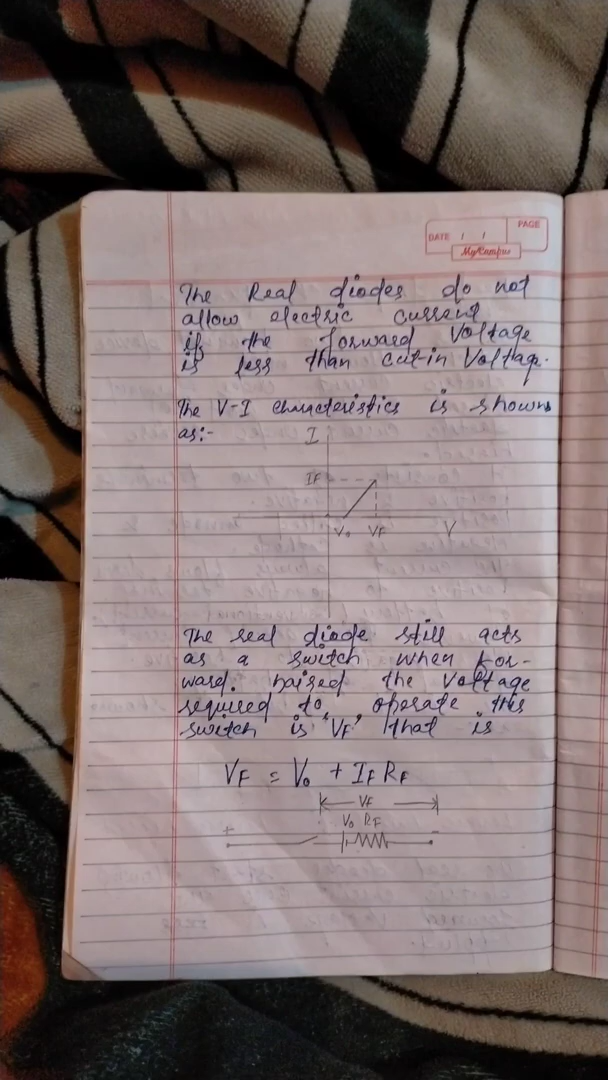 DATE / / PAGE
MyCampus
The Real diodes do not
allow electric current
if the forward Voltage
is less than cut-in Voltage.
The V-I characteristics is shown
as:-
I
IF
V₀ VF V
The real diode still acts
as a switch when For-
ward. baised the Voltage
required to operate this
switch is 'VF' that is
VF = V₀ + IF RF
VF
V₀ RF
+ -